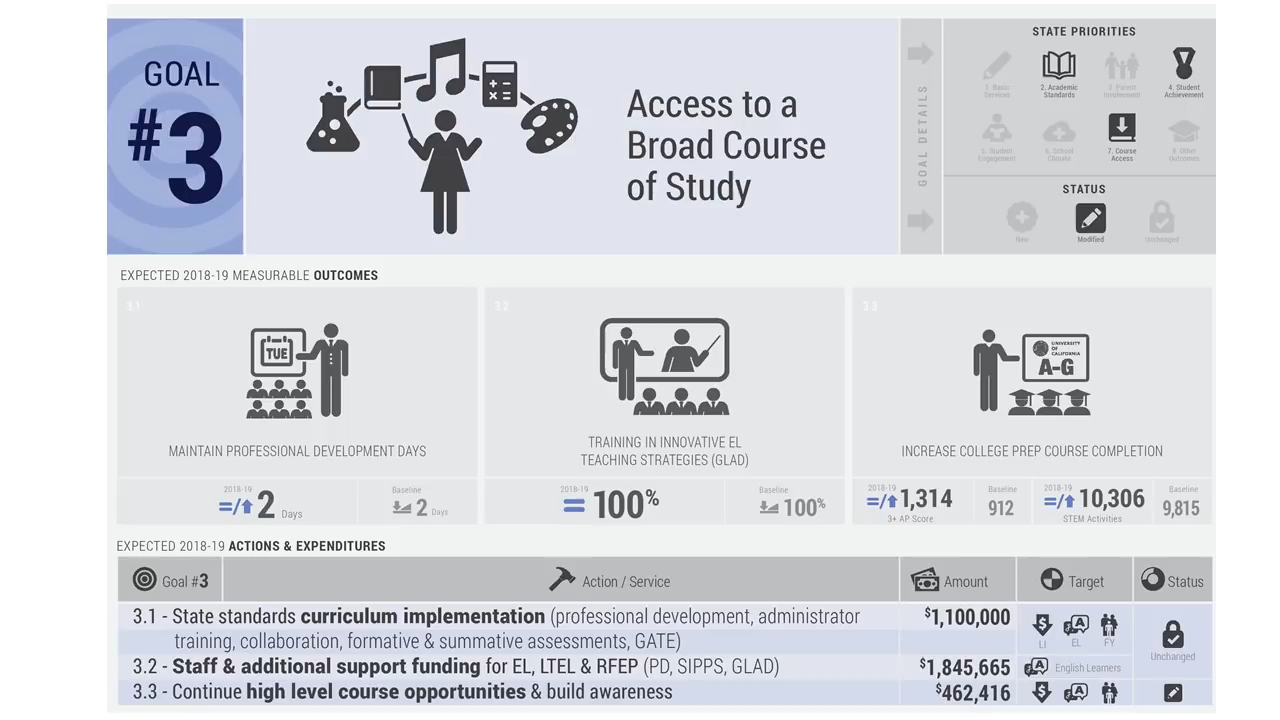 GOAL
#3
Access to a
Broad Course
of Study
GOAL DETAILS
STATE PRIORITIES
1. Basic
Services
2. Academic
Standards
3. Parent
Involvement
4. Student
Achievement
5. Student
Engagement
6. School
Climate
7. Course
Access
8. Other
Outcomes
STATUS
New
Modified
Unchanged
EXPECTED 2018-19 MEASURABLE OUTCOMES
3.1
TUE
MAINTAIN PROFESSIONAL DEVELOPMENT DAYS
2018-19
=/ 2 Days
Baseline
2 Days
3.2
TRAINING IN INNOVATIVE EL
TEACHING STRATEGIES (GLAD)
2018-19
= 100%
Baseline
100%
3.3
UNIVERSITY
OF
CALIFORNIA
A-G
INCREASE COLLEGE PREP COURSE COMPLETION
2018-19
=/ 1,314
3+ AP Score
Baseline
912
2018-19
=/ 10,306
STEM Activities
Baseline
9,815
EXPECTED 2018-19 ACTIONS & EXPENDITURES
Goal #3 Action / Service Amount Target Status
3.1 - State standards curriculum implementation (professional development, administrator
training, collaboration, formative & summative assessments, GATE)
$1,100,000
LI EL FY
Unchanged
3.2 - Staff & additional support funding for EL, LTEL & RFEP (PD, SIPPS, GLAD) $1,845,665 English Learners
3.3 - Continue high level course opportunities & build awareness $462,416